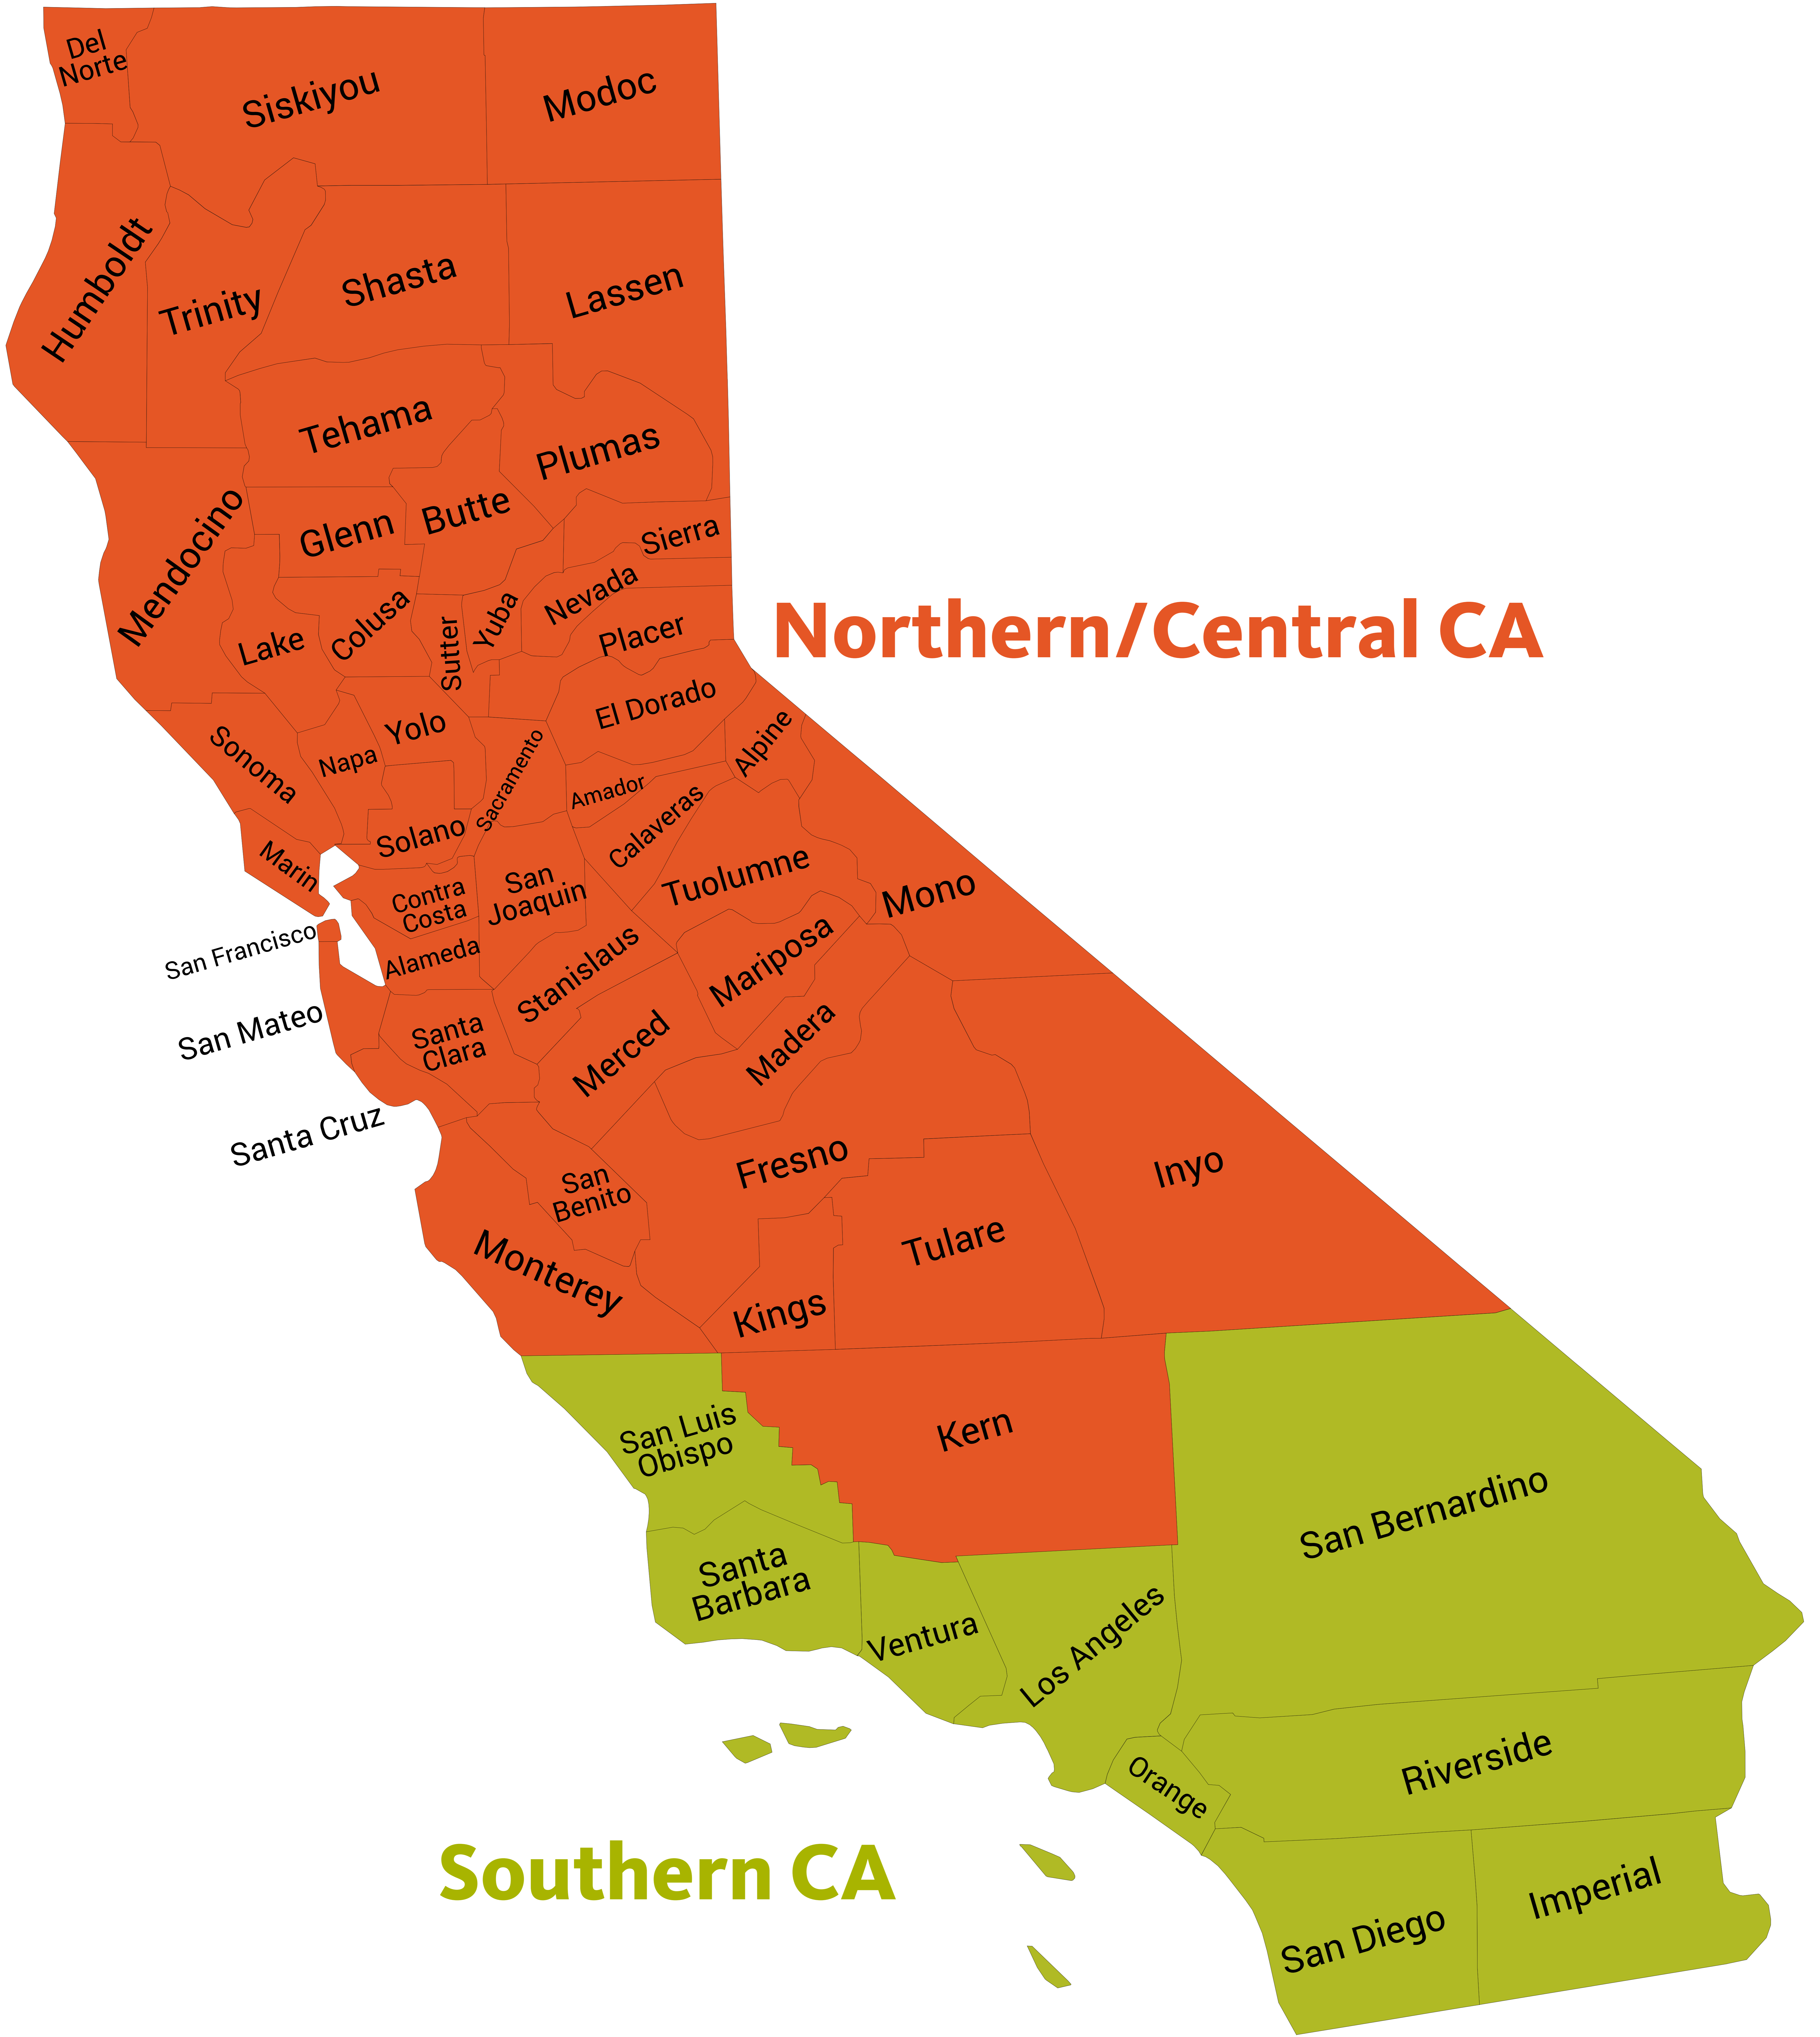 Del
Norte
Siskiyou
Modoc
Humboldt
Trinity
Shasta
Lassen
Tehama
Plumas
Mendocino
Glenn
Butte
Sierra
Lake
Colusa
Sutter
Yuba
Nevada
Placer
Northern/Central CA
El Dorado
Sonoma
Napa
Yolo
Sacramento
Amador
Alpine
Solano
Calaveras
Marin
Contra
Costa
San
Joaquin
Tuolumne
Mono
San Francisco
Alameda
Stanislaus
Mariposa
San Mateo
Santa
Clara
Merced
Madera
Santa Cruz
San
Benito
Fresno
Inyo
Monterey
Kings
Tulare
San Luis
Obispo
Kern
San Bernardino
Santa
Barbara
Ventura
Los Angeles
Orange
Riverside
Southern CA
San Diego
Imperial